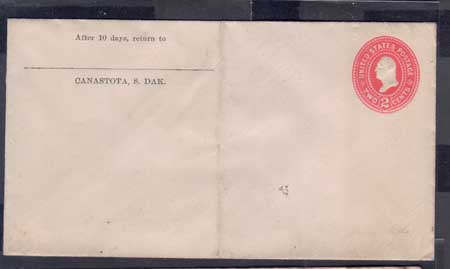 After 10 days, return to
CANASTOTA, S. DAK.
UNITED STATES POSTAGE
TWO 2 CENTS